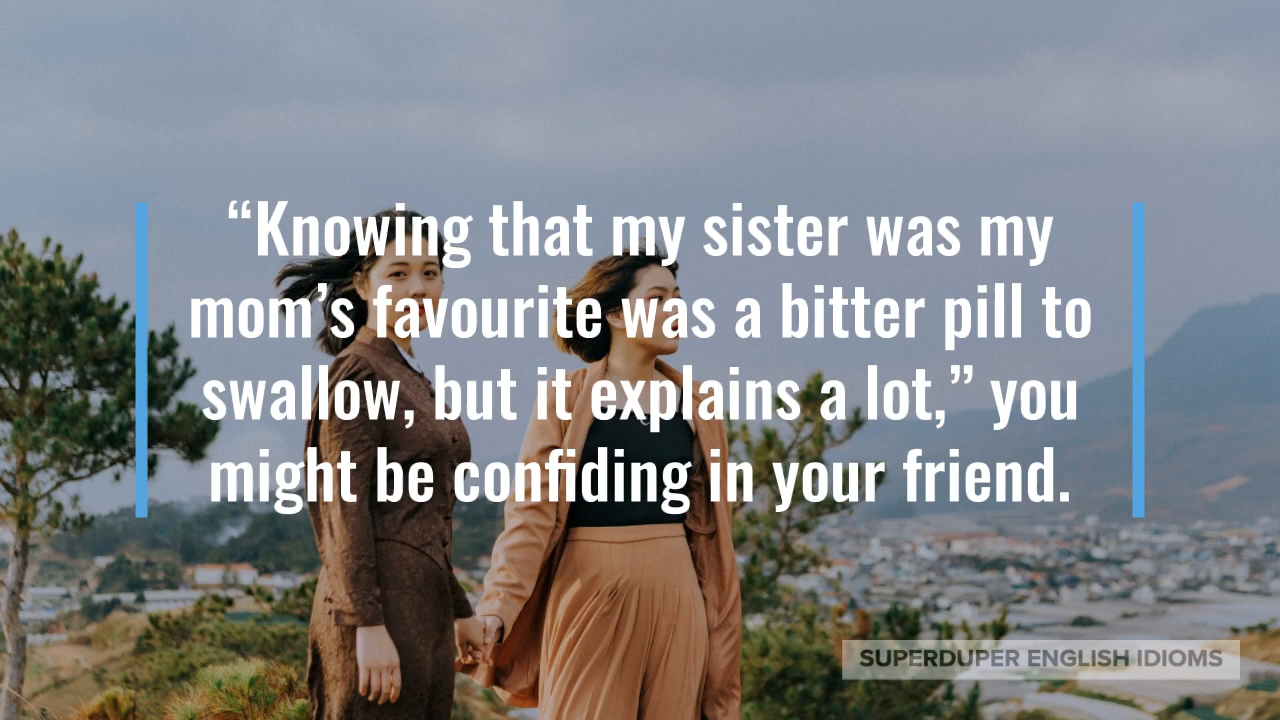 “Knowing that my sister was my
mom’s favourite was a bitter pill to
swallow, but it explains a lot,” you
might be confiding in your friend.
SUPERDUPER ENGLISH IDIOMS